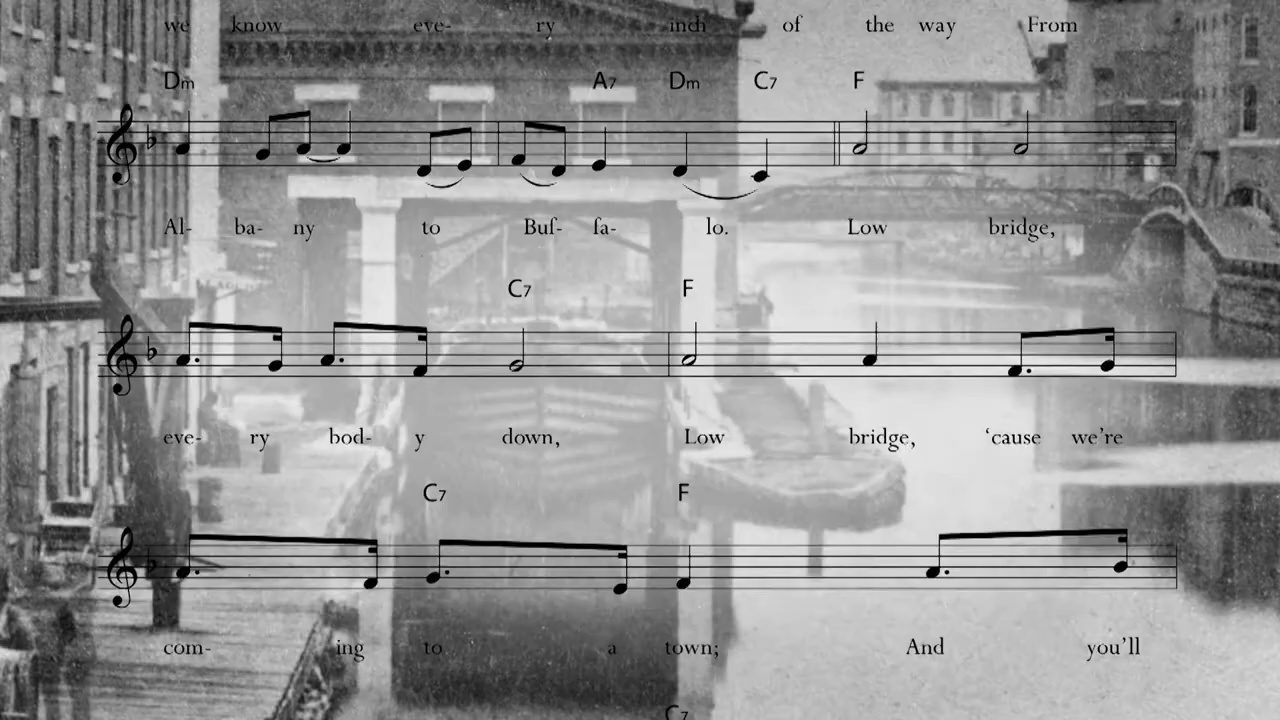 we know eve- ry inch of the way From
Dm A7 Dm C7 F
Al- ba- ny to Buf- fa- lo. Low bridge,
C7 F
eve- ry bod- y down, Low bridge, ‘cause we’re
C7 F
com- ing to a town; And you’ll
C7